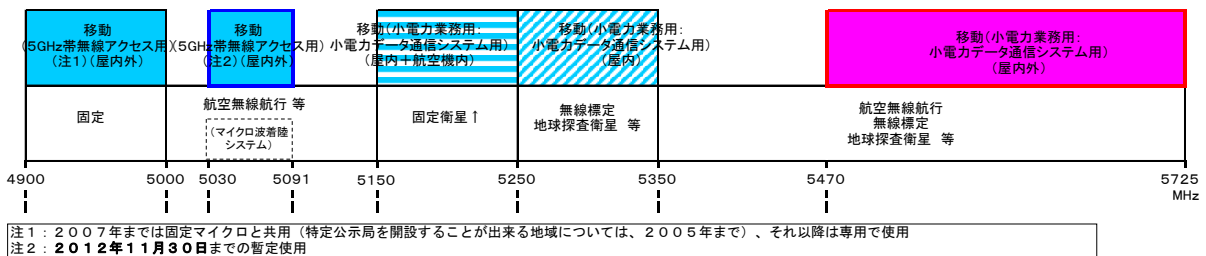 移動
(5GHz帯無線アクセス用)
(注1)(屋内外)
移動
(5GHz帯無線アクセス用)
(注2)(屋内外)
移動(小電力業務用:
小電力データ通信システム用)
(屋内+航空機内)
移動(小電力業務用:
小電力データ通信システム用)
(屋内)
移動(小電力業務用:
小電力データ通信システム用)
(屋内外)
固定
航空無線航行 等
(マイクロ波着陸
システム)
固定衛星↑
無線標定
地球探査衛星 等
航空無線航行
無線標定
地球探査衛星 等
4900 5000 5030 5091 5150 5250 5350 5470 5725
MHz
注1:2007年までは固定マイクロと共用(特定公示局を開設することが出来る地域については、2005年まで)、それ以降は専用で使用
注2:2012年11月30日までの暫定使用